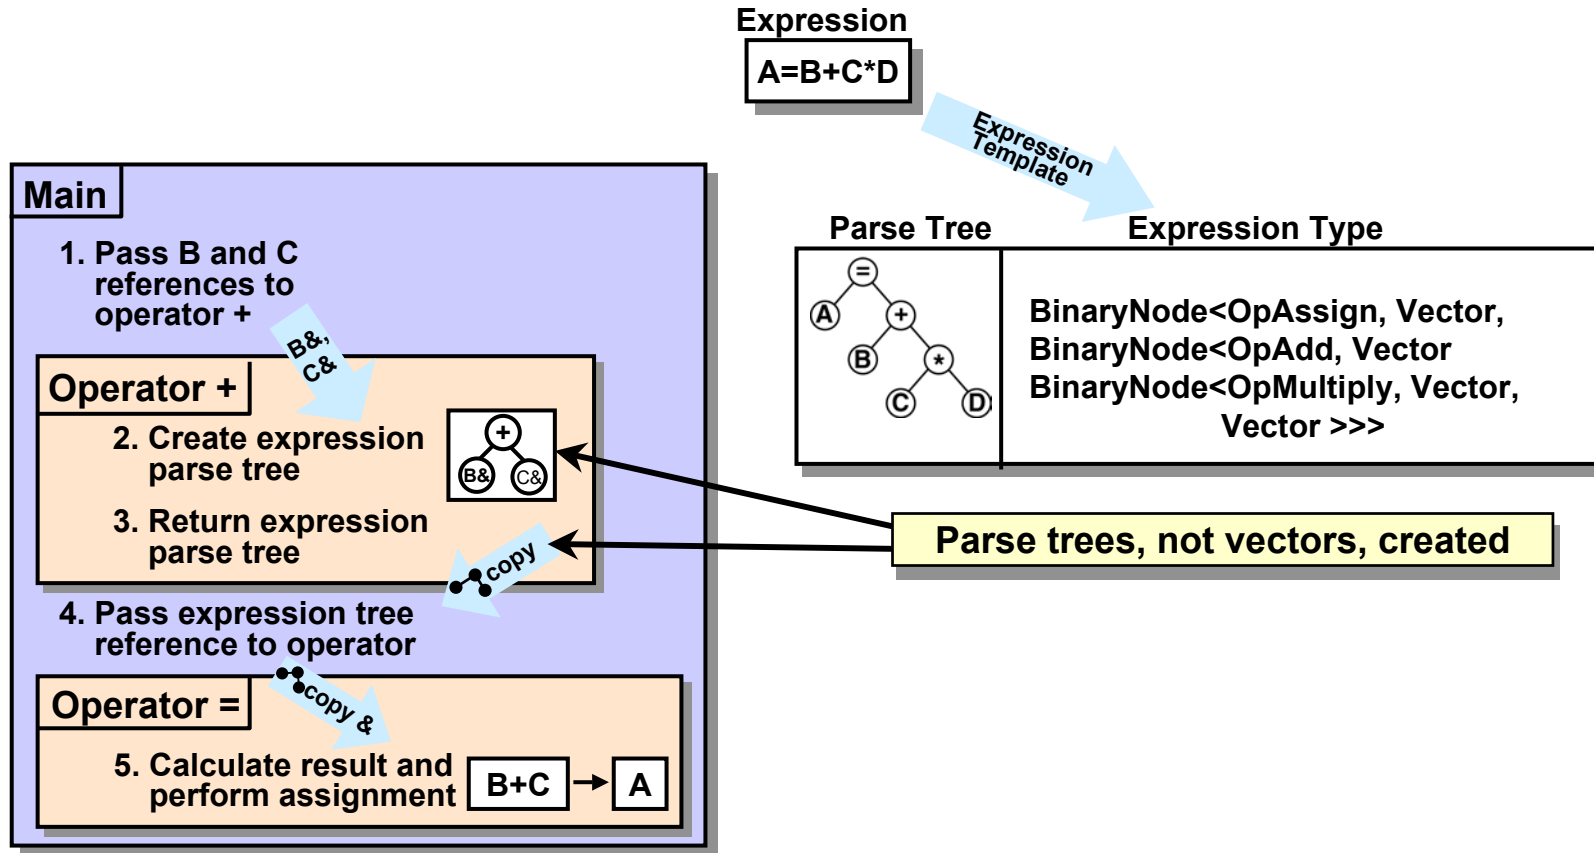 Expression
A=B+C*D
Expression
Template
Main
1. Pass B and C
references to
operator +
B&,
C&
Operator +
2. Create expression
parse tree
+
B& C&
3. Return expression
parse tree
copy
4. Pass expression tree
reference to operator
copy &
Operator =
5. Calculate result and
perform assignment
B+C
A
Parse Tree
Expression Type
=
A +
B *
C D
BinaryNode<OpAssign, Vector,
BinaryNode<OpAdd, Vector
BinaryNode<OpMultiply, Vector,
Vector >>>
Parse trees, not vectors, created